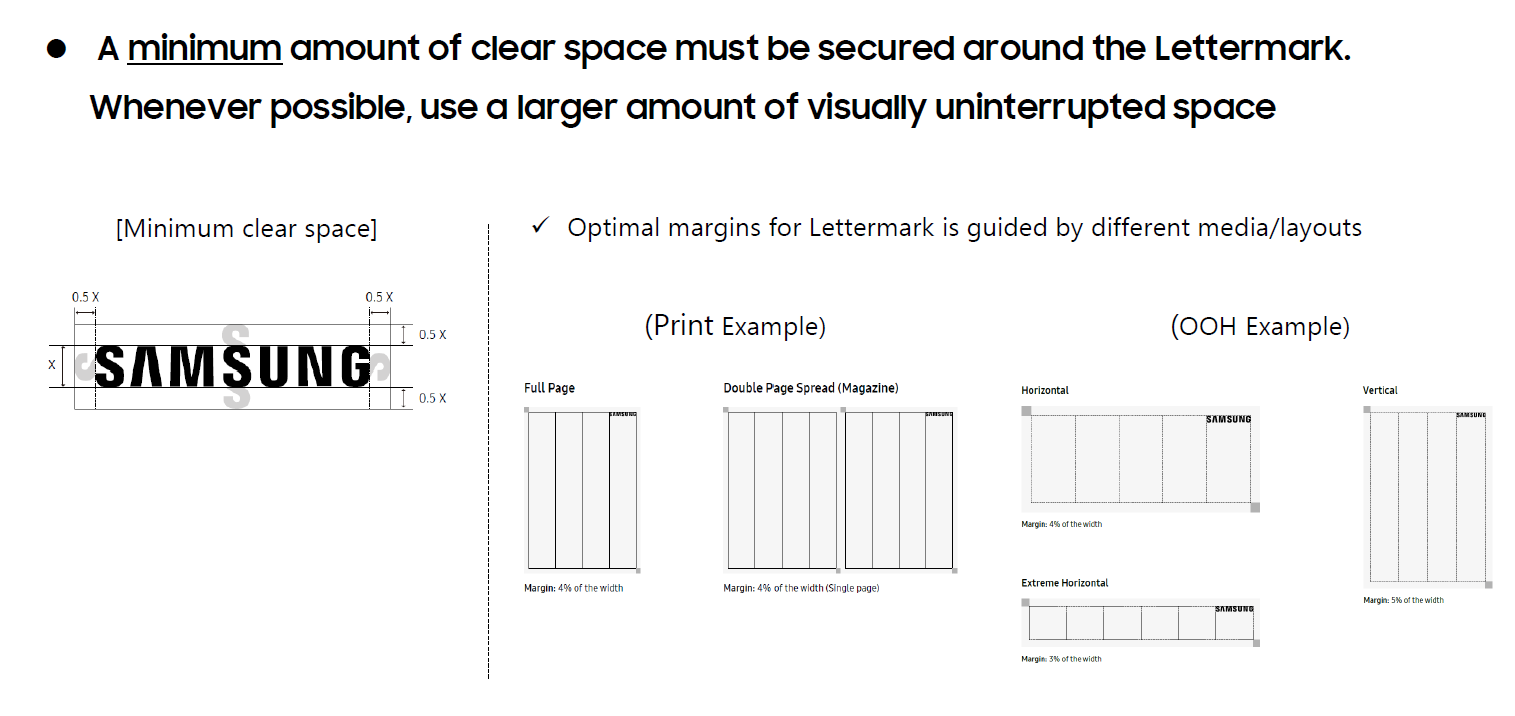 ● A minimum amount of clear space must be secured around the Lettermark.
Whenever possible, use a larger amount of visually uninterrupted space
[Minimum clear space]
0.5 X
0.5 X
0.5 X
X
SAMSUNG
S
S
S
S
0.5 X
✓ Optimal margins for Lettermark is guided by different media/layouts
(Print Example)
Full Page
SAMSUNG
Margin: 4% of the width
Double Page Spread (Magazine)
SAMSUNG
Margin: 4% of the width (Single page)
(OOH Example)
Horizontal
SAMSUNG
Margin: 4% of the width
Extreme Horizontal
SAMSUNG
Margin: 3% of the width
Vertical
SAMSUNG
Margin: 5% of the width